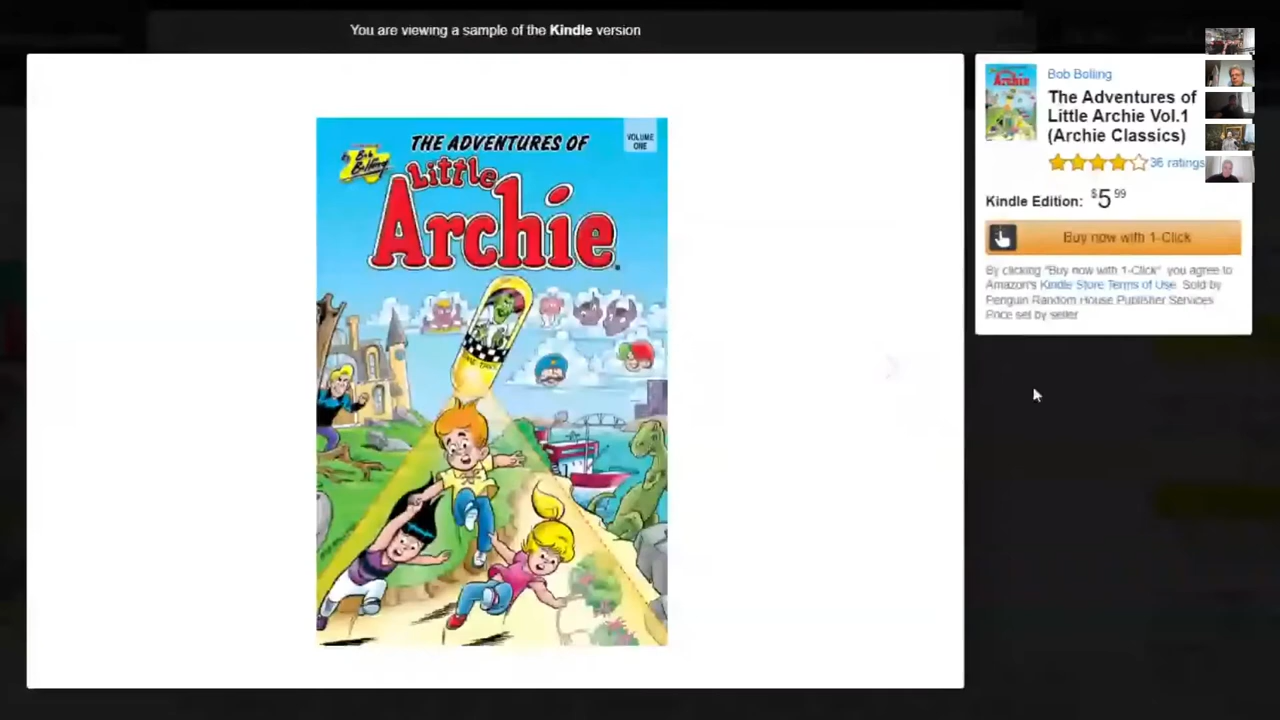 You are viewing a sample of the Kindle version
THE ADVENTURES OF
VOLUME
ONE
by Bob
Bolling
Little
Archie
Bob Bolling
The Adventures of
Little Archie Vol.1
(Archie Classics)
36 ratings
Kindle Edition: $5 99
Buy now with 1-Click
By clicking "Buy now with 1-Click" you agree to
Amazon's Kindle Store Terms of Use. Sold by
Penguin Random House Publisher Services
Price set by seller